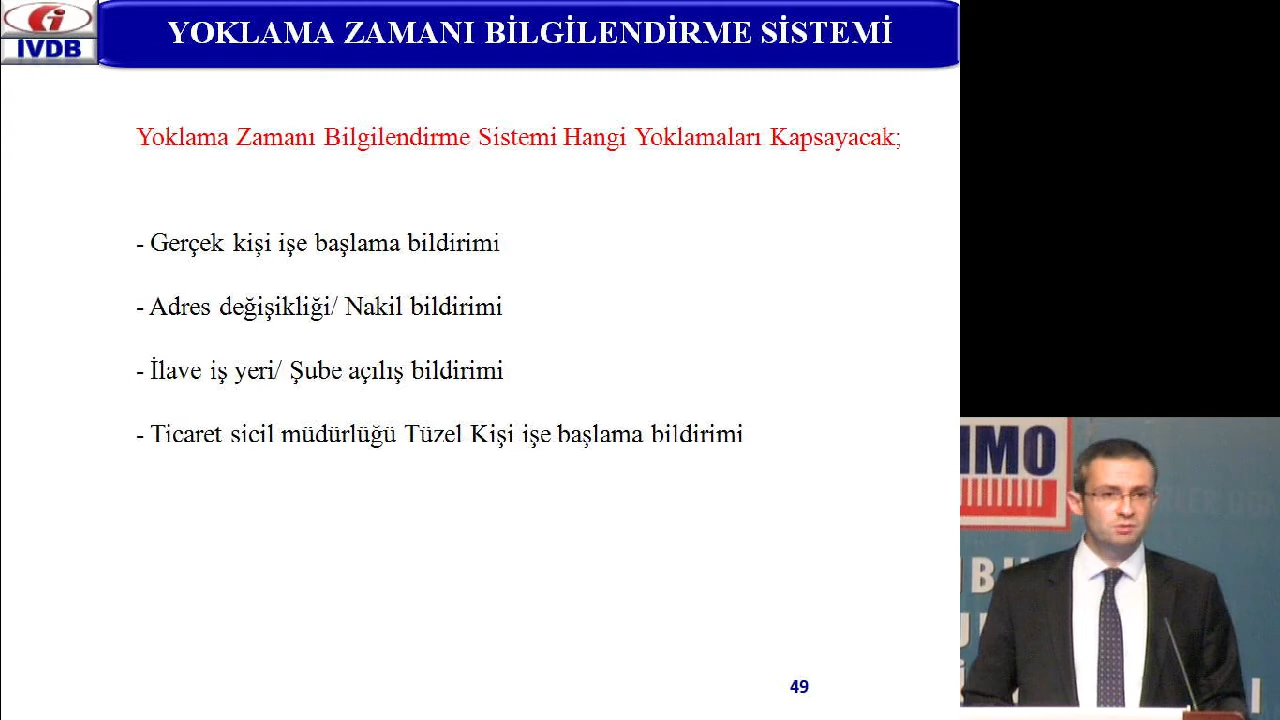 IVDB
YOKLAMA ZAMANI BİLGİLENDİRME SİSTEMİ
Yoklama Zamanı Bilgilendirme Sistemi Hangi Yoklamaları Kapsayacak;
- Gerçek kişi işe başlama bildirimi
- Adres değişikliği/ Nakil bildirimi
- İlave iş yeri/ Şube açılış bildirimi
- Ticaret sicil müdürlüğü Tüzel Kişi işe başlama bildirimi
49
MMO